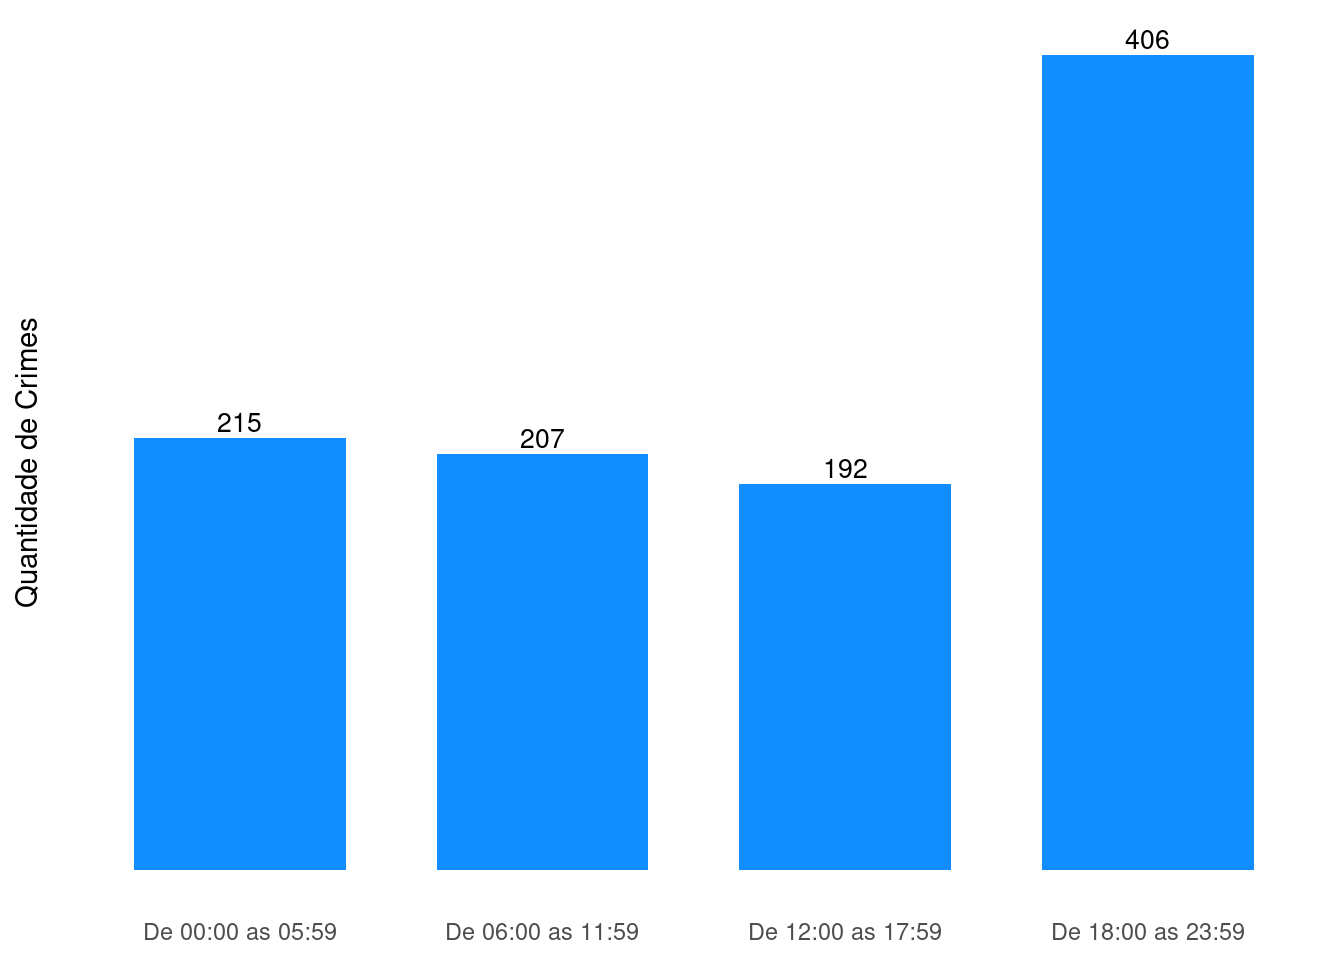 406
215
207
192
Quantidade de Crimes
De 00:00 as 05:59
De 06:00 as 11:59
De 12:00 as 17:59
De 18:00 as 23:59